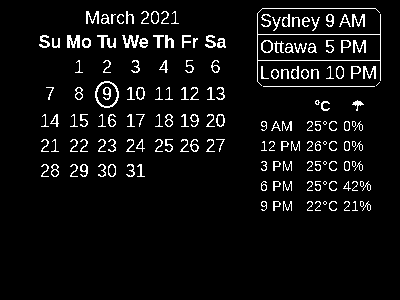 March 2021
Su Mo Tu We Th Fr Sa
1 2 3 4 5 6
7 8 9 10 11 12 13
14 15 16 17 18 19 20
21 22 23 24 25 26 27
28 29 30 31
Sydney 9 AM
Ottawa 5 PM
London 10 PM
°C ☂
9 AM 25°C 0%
12 PM 26°C 0%
3 PM 25°C 0%
6 PM 25°C 42%
9 PM 22°C 21%